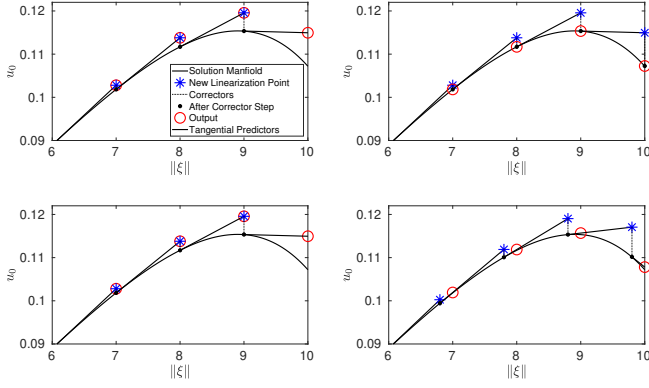 0.12
0.11
0.1
0.09
u₀
6 7 8 9 10
‖ξ‖
Solution Manfiold
New Linearization Point
Correctors
After Corrector Step
Output
Tangential Predictors
0.12
0.11
0.1
0.09
u₀
6 7 8 9 10
‖ξ‖
0.12
0.11
0.1
0.09
u₀
6 7 8 9 10
‖ξ‖
0.12
0.11
0.1
0.09
u₀
6 7 8 9 10
‖ξ‖